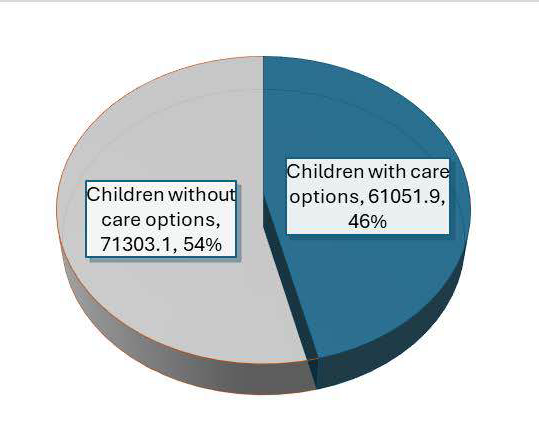 Children with care
options, 61051.9,
46%
Children without
care options,
71303.1, 54%